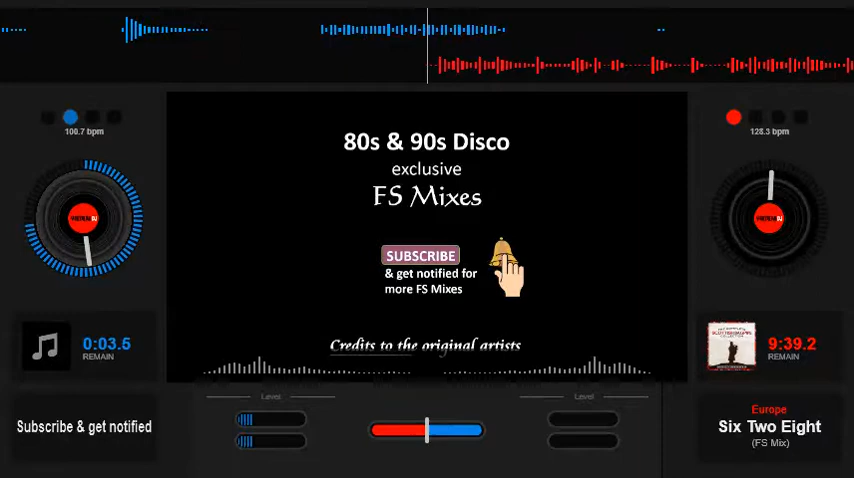 100.7 bpm
128.3 bpm
80s & 90s Disco
exclusive
FS Mixes
SUBSCRIBE
& get notified for
more FS Mixes
0:03.5
REMAIN
9:39.2
REMAIN
Credits to the original artists
Level
Level
Subscribe & get notified
Europe
Six Two Eight
(FS Mix)